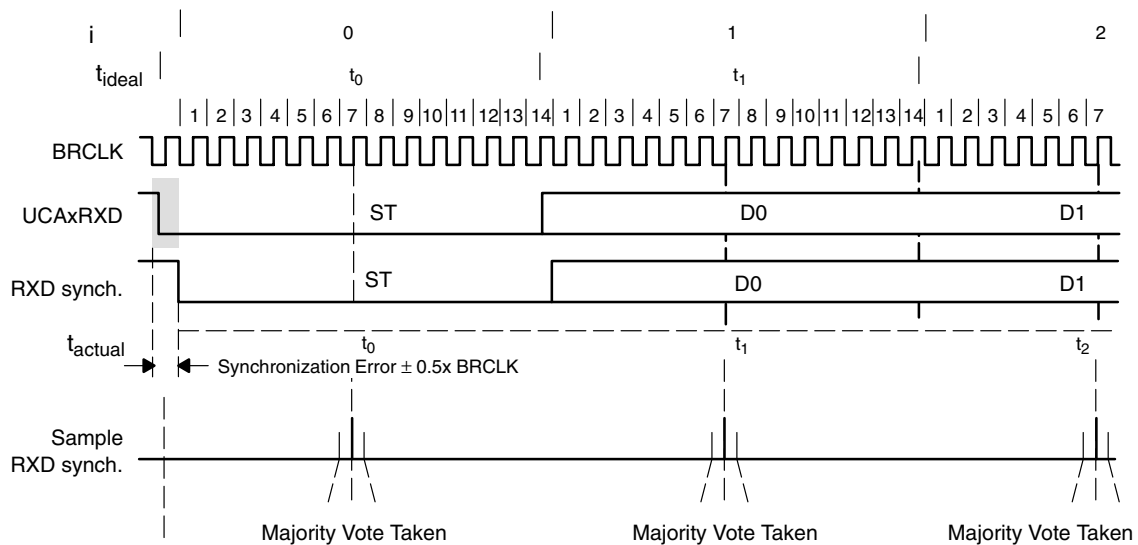 i 0 1 2
tideal t0 t1
1 2 3 4 5 6 7 8 9 10 11 12 13 14 1 2 3 4 5 6 7 8 9 10 11 12 13 14 1 2 3 4 5 6 7
BRCLK
UCAxRXD ST D0 D1
RXD synch. ST D0 D1
tactual t0 t1 t2
Synchronization Error ± 0.5x BRCLK
Sample
RXD synch.
Majority Vote Taken Majority Vote Taken Majority Vote Taken